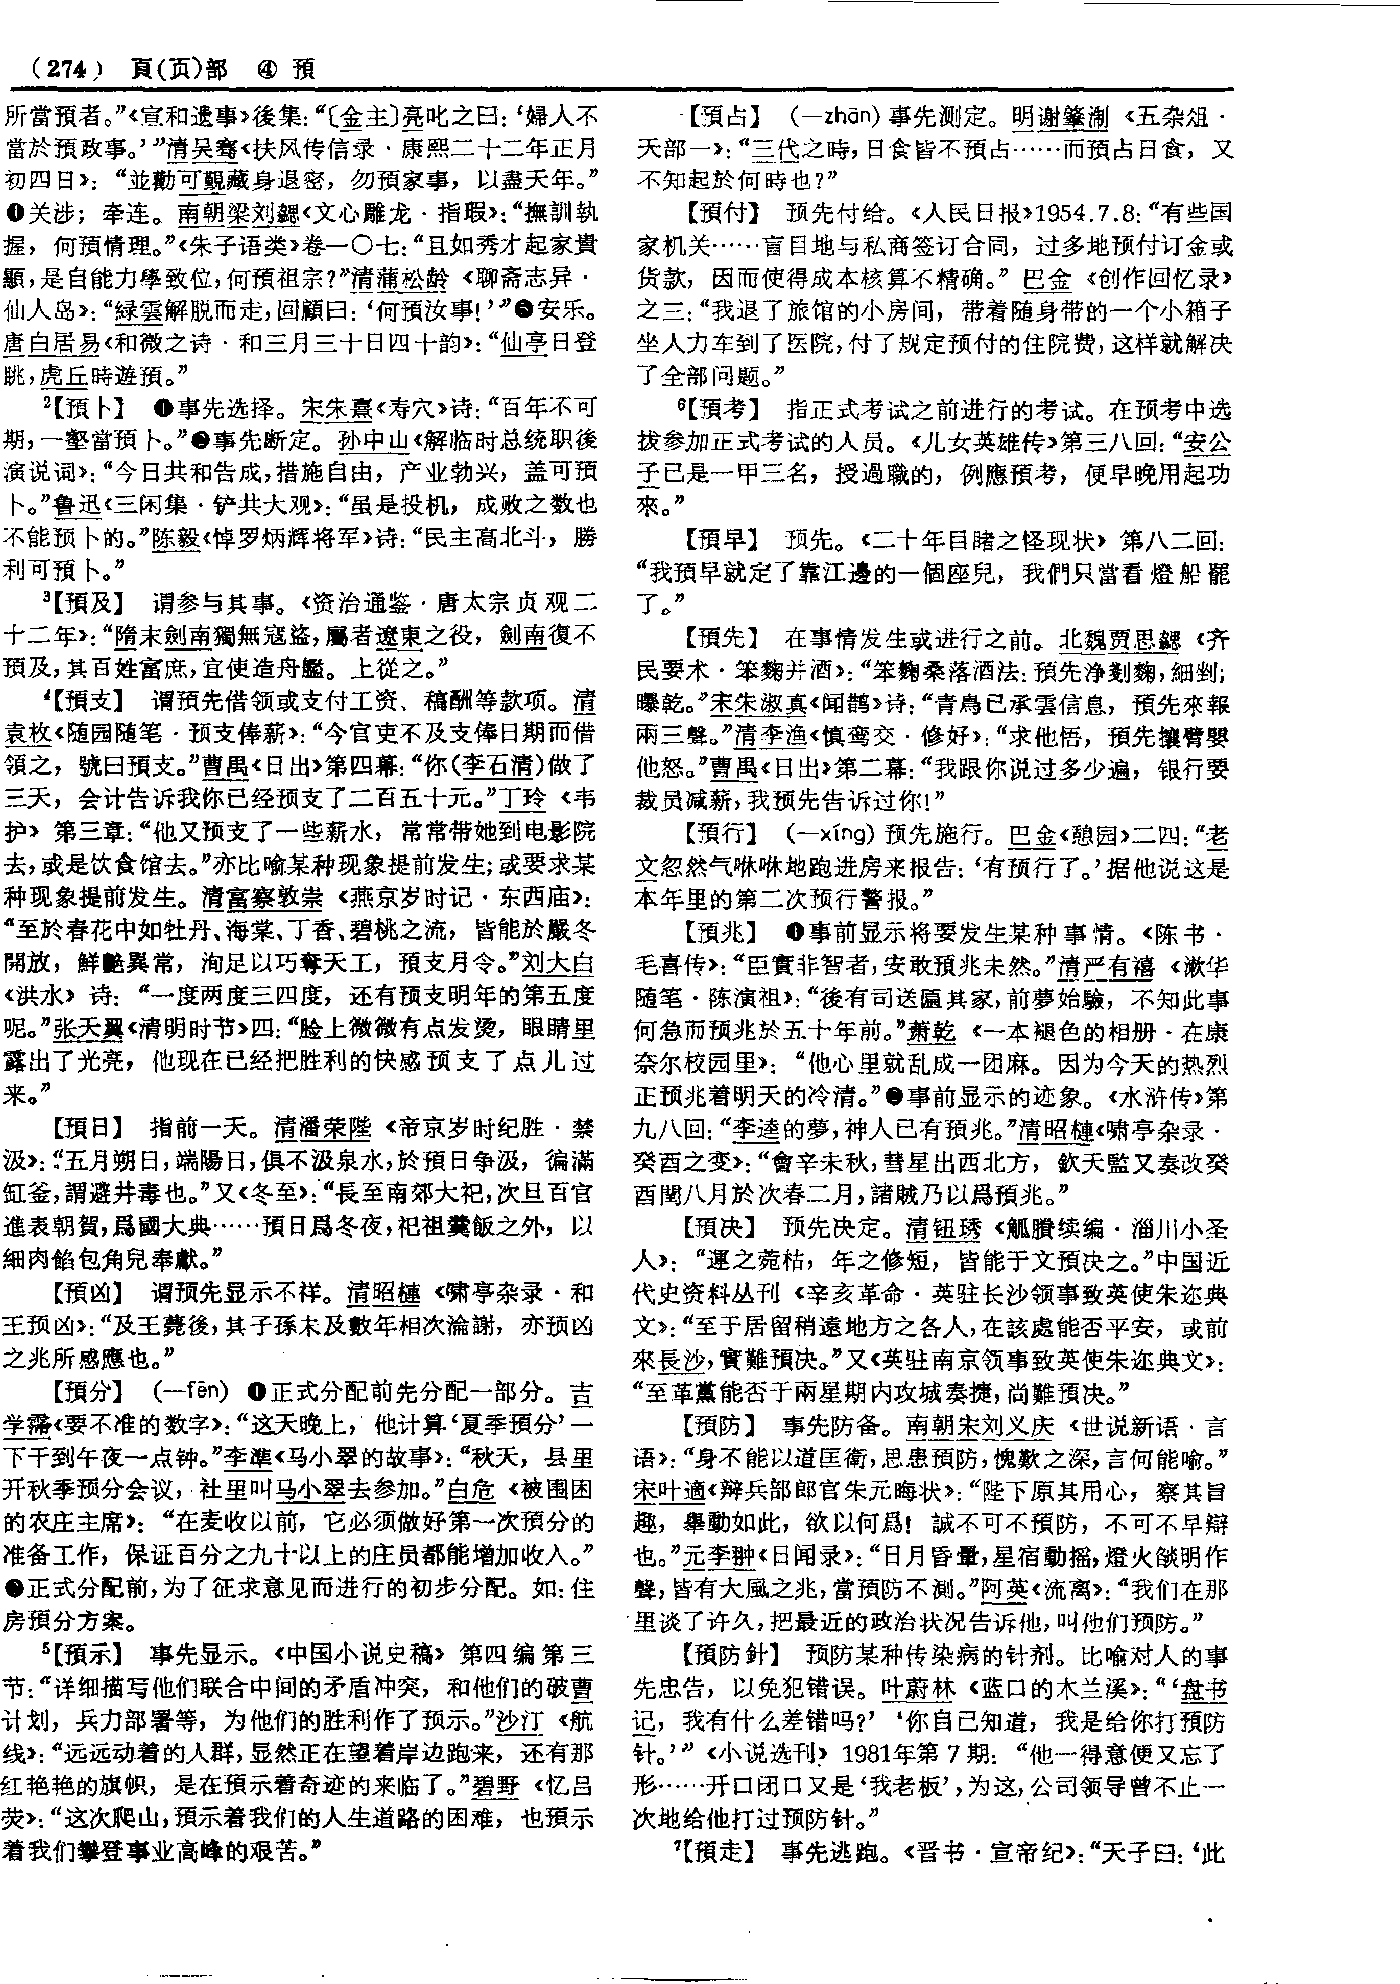 (274) 頁(页)部 ④ 預
所當預者。”《宣和遗事》後集：“〔金主〕亮叱之曰：‘婦人不
當於預政事。’”清吴骞《扶风传信录·康熙二十二年正月
初四日》：“並勸可觀藏身退密，勿預家事，以盡天年。”
❹关涉；牵连。南朝梁刘勰《文心雕龙·指瑕》：“撫訓執
握，何預情理。”《朱子语类》卷一〇七：“且如秀才起家貴
顯，是自能力學致位，何預祖宗？”清蒲松龄《聊斋志异·
仙人岛》：“緑雲解脱而走，回顧曰：‘何預汝事！’”❺安乐。
唐白居易《和微之诗·和三月三十日四十韵》：“仙亭日登
眺，虎丘時遊預。”
²【預卜】 ❶事先选择。宋朱熹《寿穴》诗：“百年不可
期，一壑當預卜。”❷事先断定。孙中山《解临时总统职後
演说词》：“今日共和告成，措施自由，产业勃兴，盖可預
卜。”鲁迅《三闲集·铲共大观》：“虽是投机，成败之数也
不能预卜的。”陈毅《悼罗炳辉将军》诗：“民主高北斗，勝
利可預卜。”
³【預及】 谓参与其事。《资治通鉴·唐太宗贞观二
十二年》：“隋末劍南獨無寇盜，屬者遼東之役，劍南復不
預及，其百姓富庶，宜使造舟艦。上從之。”
⁴【預支】 谓預先借领或支付工资、稿酬等款项。清
袁枚《随园随笔·预支俸薪》：“今官吏不及支俸日期而借
領之，號曰預支。”曹禺《日出》第四幕：“你(李石清)做了
三天，会计告诉我你已经预支了二百五十元。”丁玲《韦
护》第三章：“他又预支了一些薪水，常常带她到电影院
去，或是饮食馆去。”亦比喻某种现象提前发生；或要求某
种现象提前发生。清富察敦崇《燕京岁时记·东西庙》：
“至於春花中如牡丹、海棠、丁香、碧桃之流，皆能於嚴冬
開放，鮮艷異常，洵足以巧奪天工，預支月令。”刘大白
《洪水》诗：“一度两度三四度，还有预支明年的第五度
呢。”张天翼《清明时节》四：“脸上微微有点发烫，眼睛里
露出了光亮，他现在已经把胜利的快感预支了点儿过
来。”
【預日】 指前一天。清潘荣陛《帝京岁时纪胜·禁
汲》：“五月朔日，端陽日，俱不汲泉水，於預日争汲，徧滿
缸釜，謂避井毒也。”又《冬至》：“長至南郊大祀，次旦百官
進表朝賀，爲國大典……預日爲冬夜，祀祖羹飯之外，以
細肉餡包角兒奉獻。”
【預凶】 谓预先显示不祥。清昭槤《啸亭杂录·和
王预凶》：“及王薨後，其子孫未及數年相次淪謝，亦预凶
之兆所感應也。”
【預分】 (—fēn) ❶正式分配前先分配一部分。吉
学霈《要不准的数字》：“这天晚上，他计算‘夏季預分’一
下干到午夜一点钟。”李準《马小翠的故事》：“秋天，县里
开秋季预分会议，社里叫马小翠去参加。”白危《被围困
的农庄主席》：“在麦收以前，它必须做好第一次預分的
准备工作，保证百分之九十以上的庄员都能增加收入。”
❷正式分配前，为了征求意见而进行的初步分配。如：住
房預分方案。
⁵【預示】 事先显示。《中国小说史稿》第四编第三
节：“详细描写他们联合中间的矛盾冲突，和他们的破曹
计划，兵力部署等，为他们的胜利作了预示。”沙汀《航
线》：“远远动着的人群，显然正在望着岸边跑来，还有那
红艳艳的旗帜，是在預示着奇迹的来临了。”碧野《忆吕
荧》：“这次爬山，預示着我们的人生道路的困难，也預示
着我们攀登事业高峰的艰苦。”
【預占】 (—zhān) 事先测定。明谢肇淛《五杂俎·
天部一》：“三代之時，日食皆不預占……而預占日食，又
不知起於何時也？”
【預付】 预先付给。《人民日报》1954.7.8：“有些国
家机关……盲目地与私商签订合同，过多地预付订金或
货款，因而使得成本核算不精确。”巴金《创作回忆录》
之三：“我退了旅馆的小房间，带着随身带的一个小箱子
坐人力车到了医院，付了规定预付的住院费，这样就解决
了全部问题。”
⁶【預考】 指正式考试之前进行的考试。在预考中选
拔参加正式考试的人员。《儿女英雄传》第三八回：“安公
子已是一甲三名，授過職的，例應預考，便早晚用起功
來。”
【預早】 预先。《二十年目睹之怪现状》第八二回：
“我預早就定了靠江邊的一個座兒，我們只當看燈船罷
了。”
【預先】 在事情发生或进行之前。北魏贾思勰《齐
民要术·笨麴并酒》：“笨麴桑落酒法：預先净剗麴，細剉；
曝乾。”宋朱淑真《闻鹊》诗：“青鳥已承雲信息，預先來報
兩三聲。”清李渔《慎鸾交·修好》：“求他悟，預先攘臂嬰
他怒。”曹禺《日出》第二幕：“我跟你说过多少遍，银行要
裁员减薪，我预先告诉过你！”
【預行】 (—xíng) 预先施行。巴金《憩园》二四：“老
文忽然气咻咻地跑进房来报告：‘有预行了。’据他说这是
本年里的第二次预行警报。”
【預兆】 ❶事前显示将要发生某种事情。《陈书·
毛喜传》：“臣實非智者，安敢預兆未然。”清严有禧《漱华
随笔·陈演祖》：“後有司送匾其家，前夢始驗，不知此事
何急而预兆於五十年前。”萧乾《一本褪色的相册·在康
奈尔校园里》：“他心里就乱成一团麻。因为今天的热烈
正预兆着明天的冷清。”❷事前显示的迹象。《水浒传》第
九八回：“李逵的夢，神人已有預兆。”清昭槤《啸亭杂录·
癸酉之变》：“會辛未秋，彗星出西北方，欽天監又奏改癸
酉閏八月於次春二月，諸賊乃以爲預兆。”
【預決】 预先决定。清钮琇《觚賸续编·淄川小圣
人》：“運之菀枯，年之修短，皆能于文預决之。”中国近
代史资料丛刊《辛亥革命·英驻长沙领事致英使朱迩典
文》：“至于居留稍遠地方之各人，在該處能否平安，或前
來長沙，實難預决。”又《英驻南京领事致英使朱迩典文》：
“至革黨能否于兩星期内攻城奏捷，尚難預决。”
【預防】 事先防备。南朝宋刘义庆《世说新语·言
语》：“身不能以道匡衛，思患預防，愧歎之深，言何能喻。”
宋叶適《辩兵部郎官朱元晦状》：“陛下原其用心，察其旨
趣，舉動如此，欲以何爲！誠不可不預防，不可不早辯
也。”元李翀《日闻录》：“日月昏暈，星宿動摇，燈火燄明作
聲，皆有大風之兆，當預防不測。”阿英《流离》：“我们在那
里谈了许久，把最近的政治状况告诉他，叫他们预防。”
【預防針】 预防某种传染病的针剂。比喻对人的事
先忠告，以免犯错误。叶蔚林《蓝口的木兰溪》：“‘盘书
记，我有什么差错吗？’‘你自己知道，我是给你打預防
针。’”《小说选刊》1981年第7期：“他一得意便又忘了
形……开口闭口又是‘我老板’，为这，公司领导曾不止一
次地给他打过预防针。”
⁷【預走】 事先逃跑。《晋书·宣帝纪》：“天子曰：‘此